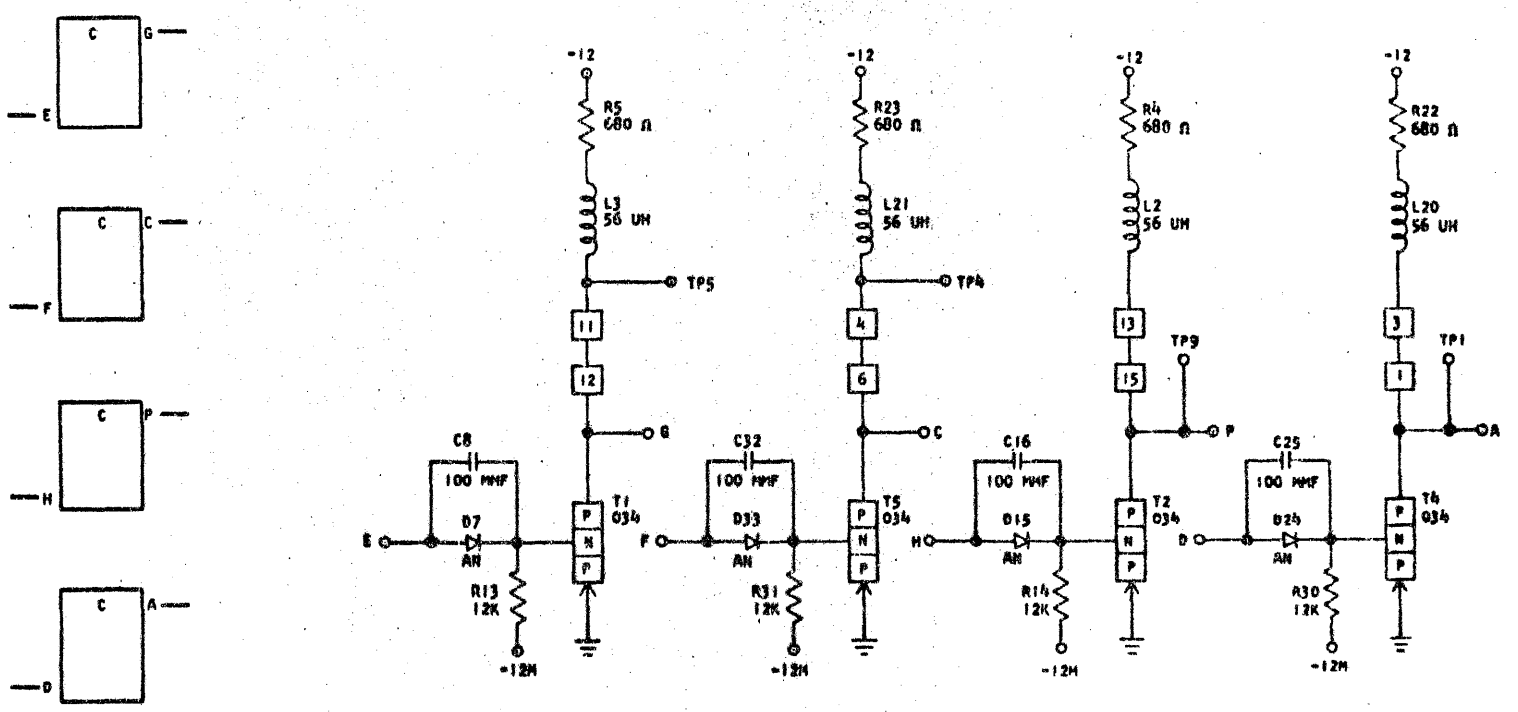 C G
E
C C
F
C P
H
C A
D
-12
R5
680 Ω
L3
56 UH
TP5
11
12
G
C8
100 MMF
E
D7
AN
R13
12K
-12M
T1
034
P
N
P
-12
R23
680 Ω
L21
56 UH
TP4
4
6
C
C32
100 MMF
F
D33
AN
R31
12K
-12M
T5
034
P
N
P
-12
R4
680 Ω
L2
56 UH
13
15
TP9
P
C16
100 MMF
H
D15
AN
R14
12K
-12M
T2
034
P
N
P
-12
R22
680 Ω
L20
56 UH
3
1
TP1
A
C25
100 MMF
D
D24
AN
R30
12K
-12M
T4
034
P
N
P